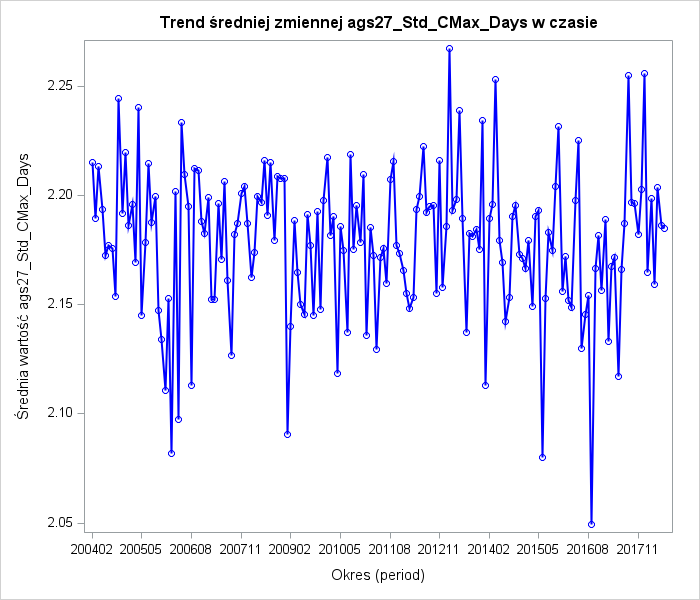 Trend średniej zmiennej ags27_Std_CMax_Days w czasie
Średnia wartość ags27_Std_CMax_Days
2.25
2.20
2.15
2.10
2.05
200402 200505 200608 200711 200902 201005 201108 201211 201402 201505 201608 201711
Okres (period)